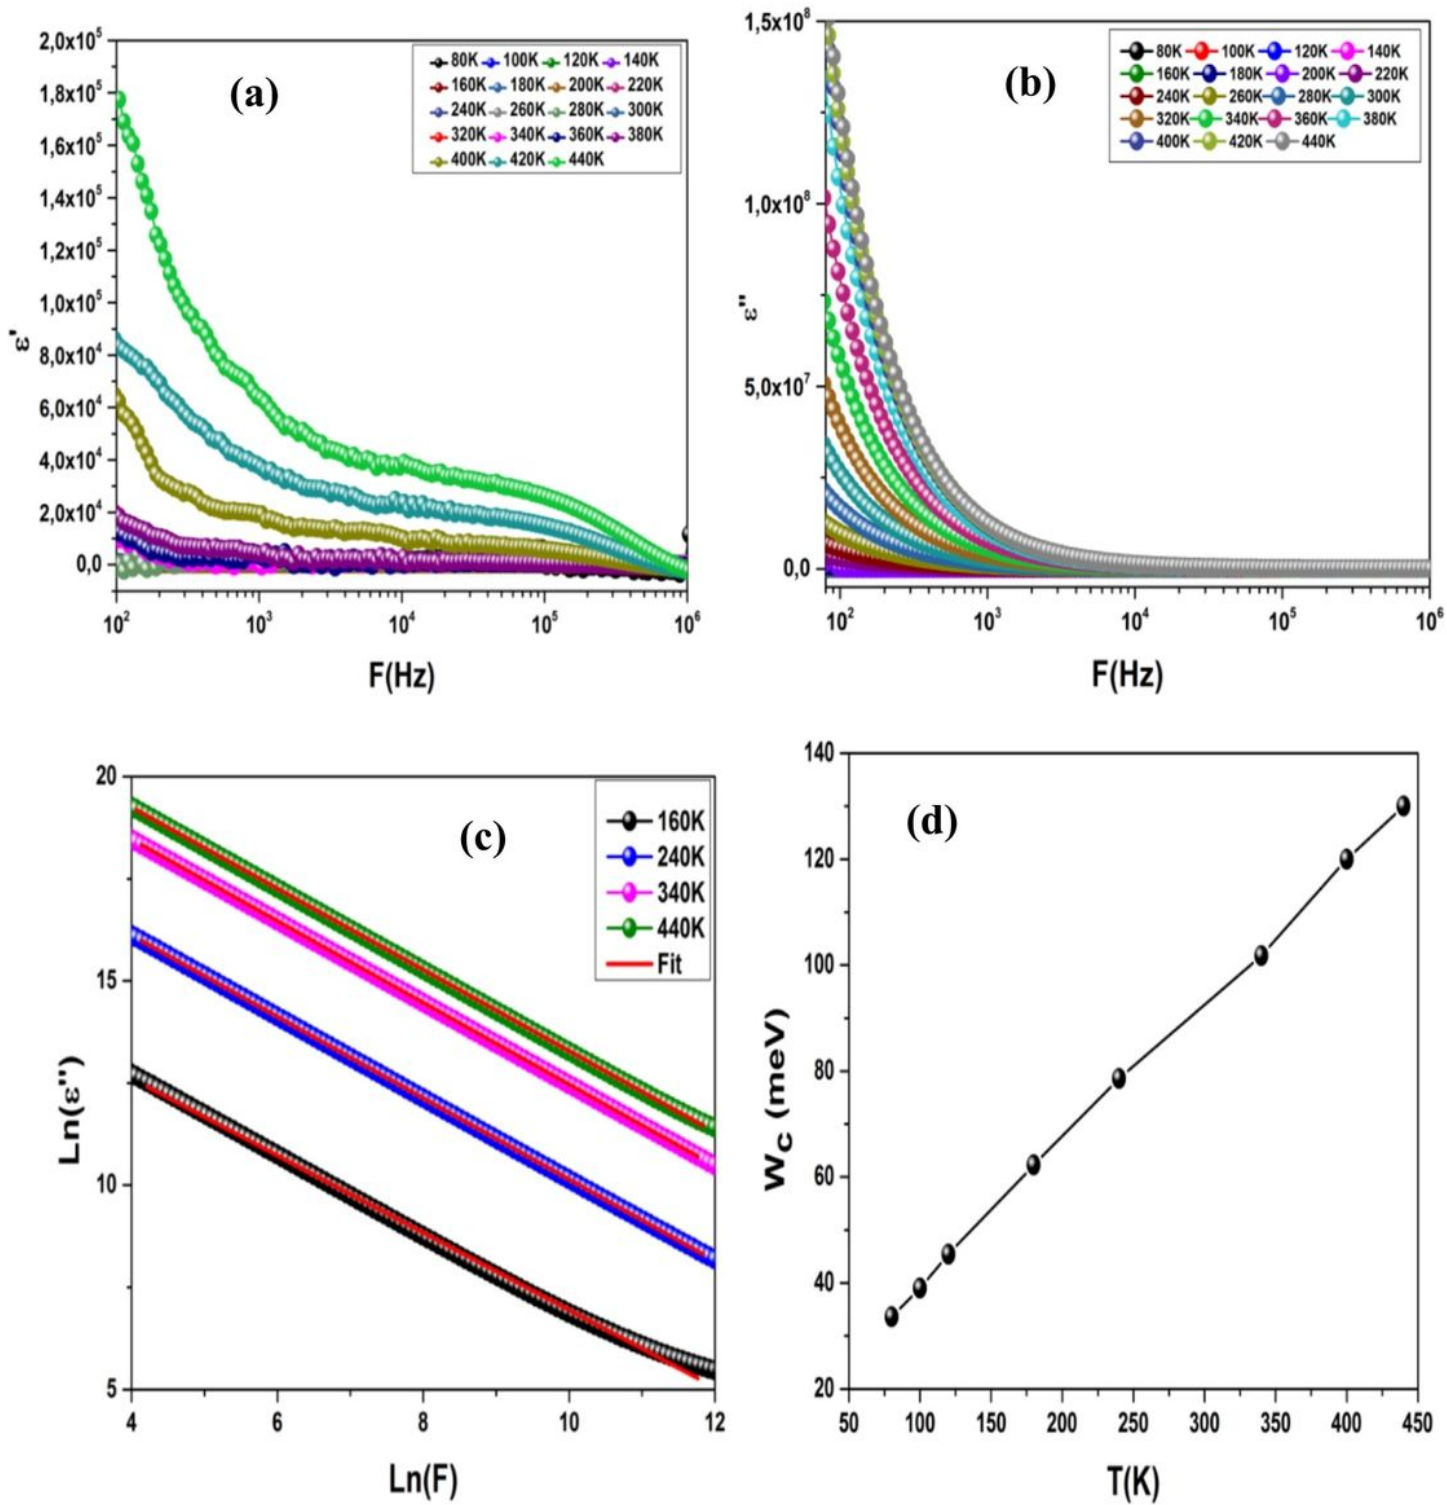 (a)
80K 100K 120K 140K
160K 180K 200K 220K
240K 260K 280K 300K
320K 340K 360K 380K
400K 420K 440K
2,0x10⁵
1,8x10⁵
1,6x10⁵
1,4x10⁵
1,2x10⁵
1,0x10⁵
8,0x10⁴
6,0x10⁴
4,0x10⁴
2,0x10⁴
0,0
ε'
10² 10³ 10⁴ 10⁵ 10⁶
F(Hz)
(b)
80K 100K 120K 140K
160K 180K 200K 220K
240K 260K 280K 300K
320K 340K 360K 380K
400K 420K 440K
1,5x10⁸
1,0x10⁸
5,0x10⁷
0,0
ε''
10² 10³ 10⁴ 10⁵ 10⁶
F(Hz)
(c)
160K
240K
340K
440K
Fit
20
15
10
5
Ln(ε'')
4 6 8 10 12
Ln(F)
(d)
140
120
100
80
60
40
20
W_C (meV)
50 100 150 200 250 300 350 400 450
T(K)